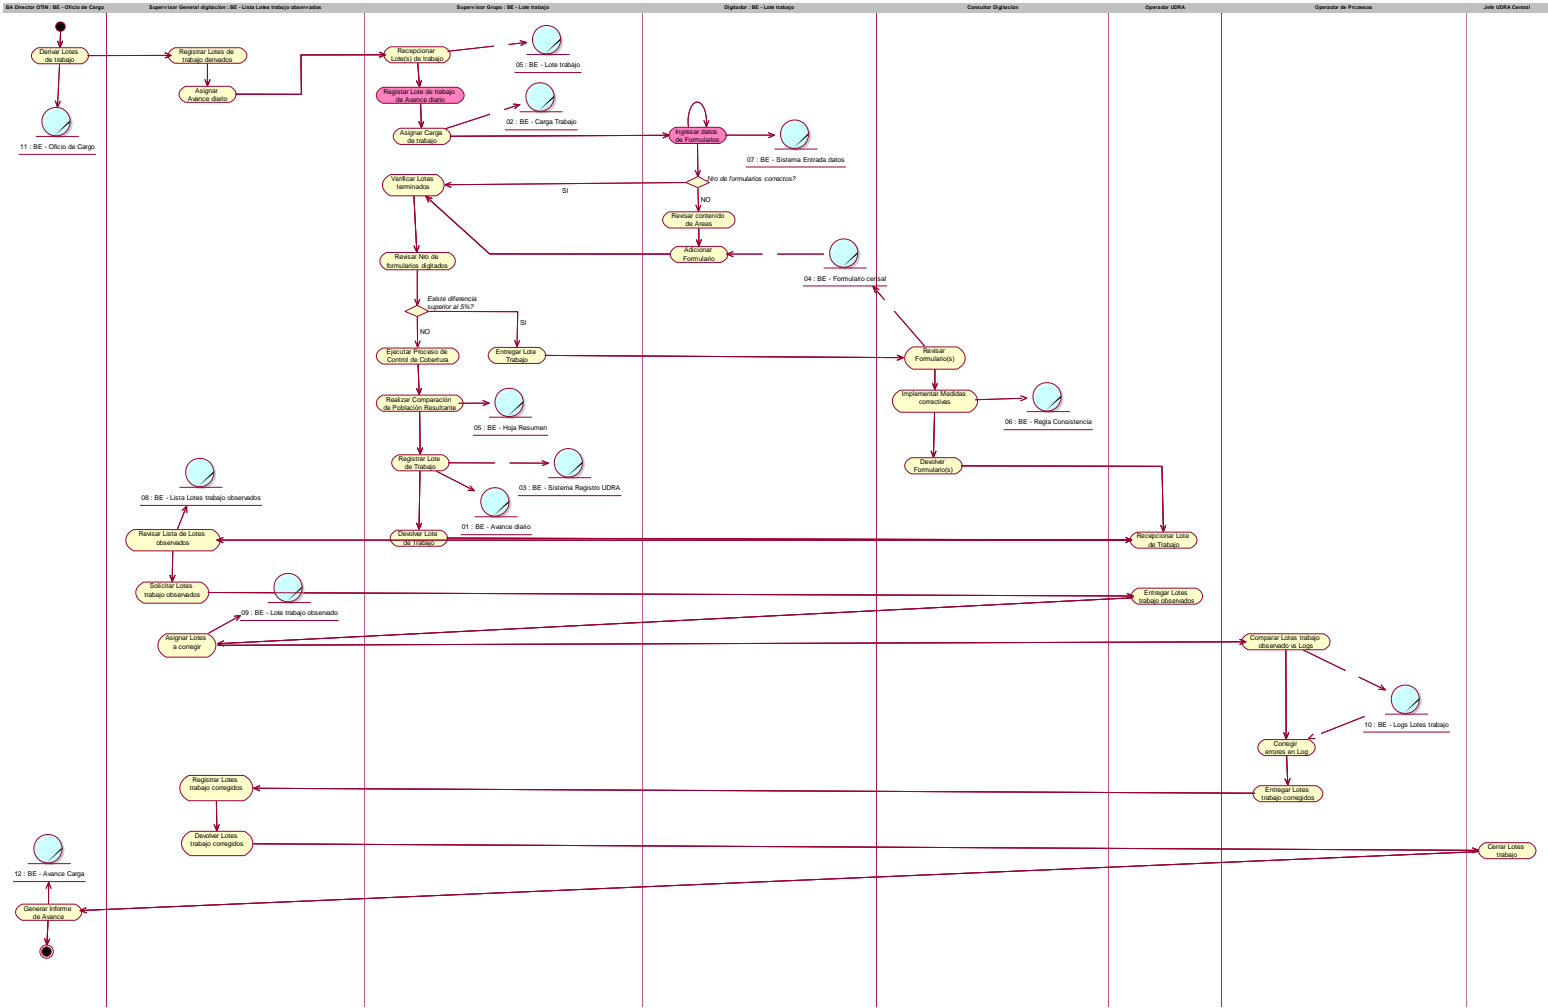 BA Director OTIN : BE - Oficio de Cargo
Supervisor General digitación : BE - Lista Lotes trabajo observados
Supervisor Grupo : BE - Lote trabajo
Digitador : BE - Lote trabajo
Consultor Digitación
Operador UDRA
Operador de Prcoesos
Jefe UDRA Central
Derivar Lotes
de trabajo
Registrar Lotes de
trabajo derivados
Asignar
Avance diario
11 : BE - Oficio de Cargo
Recepcionar
Lote(s) de trabajo
05 : BE - Lote trabajo
Registar Lote de trabajo
de Avance diario
02 : BE - Carga Trabajo
Asignar Carga
de trabajo
Ingresar datos
de Formularios
07 : BE - Sistema Entrada datos
Nro de formularios correctos?
SI
NO
Verificar Lotes
terminados
Revisar contenido
de Areas
Adicionar
Formulario
04 : BE - Formulario censal
Revisar Nro de
formularios digitados
Existe diferencia
superior al 5%?
SI
NO
Ejecutar Proceso de
Control de Cobertura
Entregar Lote
Trabajo
Revisar
Formulario(s)
Realizar Comparación
de Población Resultante
05 : BE - Hoja Resumen
Implementar Medidas
correctivas
06 : BE - Regla Consistencia
Registrar Lote
de Trabajo
03 : BE - Sistema Registro UDRA
01 : BE - Avance diario
Devolver
Formulario(s)
08 : BE - Lista Lotes trabajo observados
Revisar Lista de Lotes
observados
Devolver Lote
de Trabajo
Recepcionar Lote
de Trabajo
Solicitar Lotes
trabajo observados
09 : BE - Lote trabajo observado
Entregar Lotes
trabajo observados
Asignar Lotes
a corregir
Comparar Lotes trabajo
observado vs Logs
10 : BE - Logs Lotes trabajo
Corregir
errores en Log
Entregar Lotes
trabajo corregidos
Registrar Lotes
trabajo corregidos
Devolver Lotes
trabajo corregidos
Cerrar Lotes
trabajo
12 : BE - Avance Carga
Generar Informe
de Avance